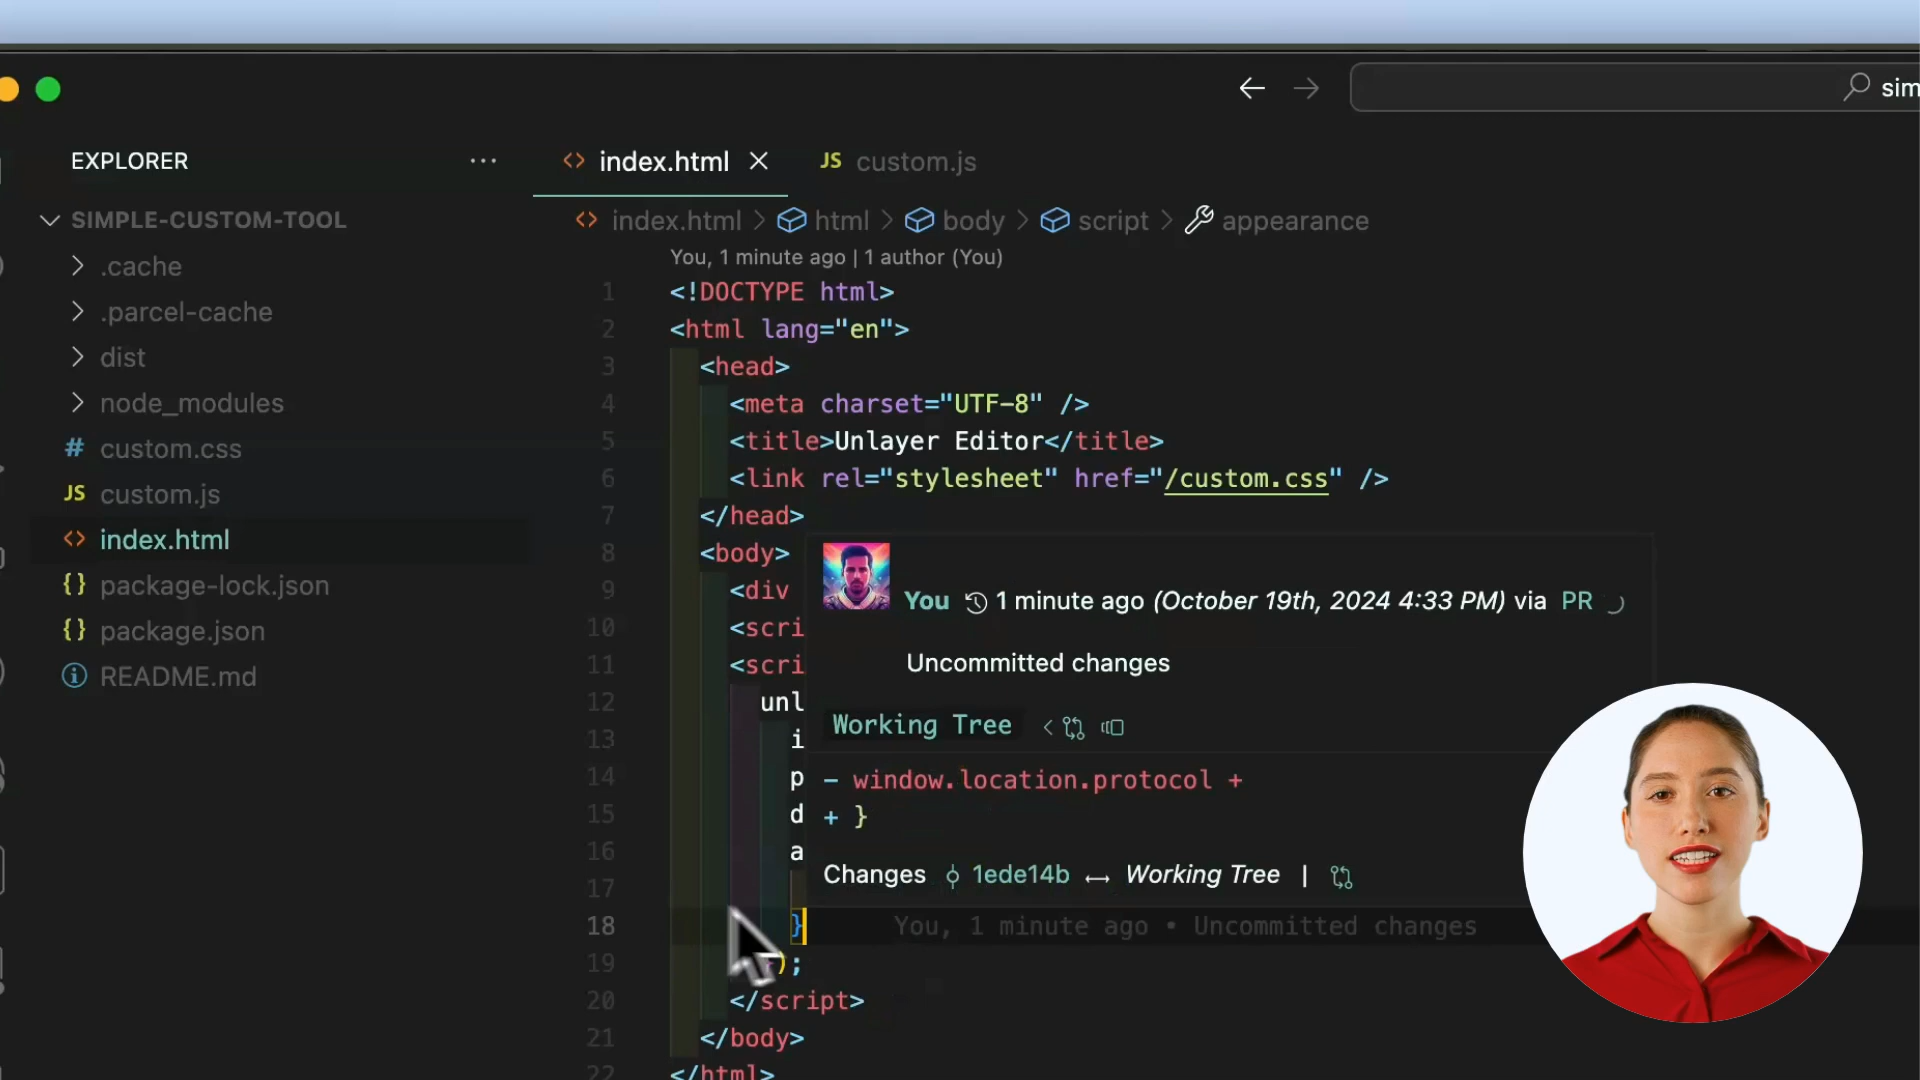 sim
EXPLORER
index.html
JS custom.js
SIMPLE-CUSTOM-TOOL
index.html > html > body > script > appearance
.cache
.parcel-cache
dist
node_modules
# custom.css
JS custom.js
index.html
{} package-lock.json
{} package.json
README.md
You, 1 minute ago | 1 author (You)
1 <!DOCTYPE html>
2 <html lang="en">
3 <head>
4 <meta charset="UTF-8" />
5 <title>Unlayer Editor</title>
6 <link rel="stylesheet" href="/custom.css" />
7 </head>
8 <body>
9 <div
10 <scri
11 <scri
12 unl
13 i
14 p
15 d
16 a
17
18 } You, 1 minute ago • Uncommitted changes
19 );
20 </script>
21 </body>
22 </html>
You 1 minute ago (October 19th, 2024 4:33 PM) via PR
Uncommitted changes
Working Tree
- window.location.protocol +
+ }
Changes 1ede14b ⟷ Working Tree |